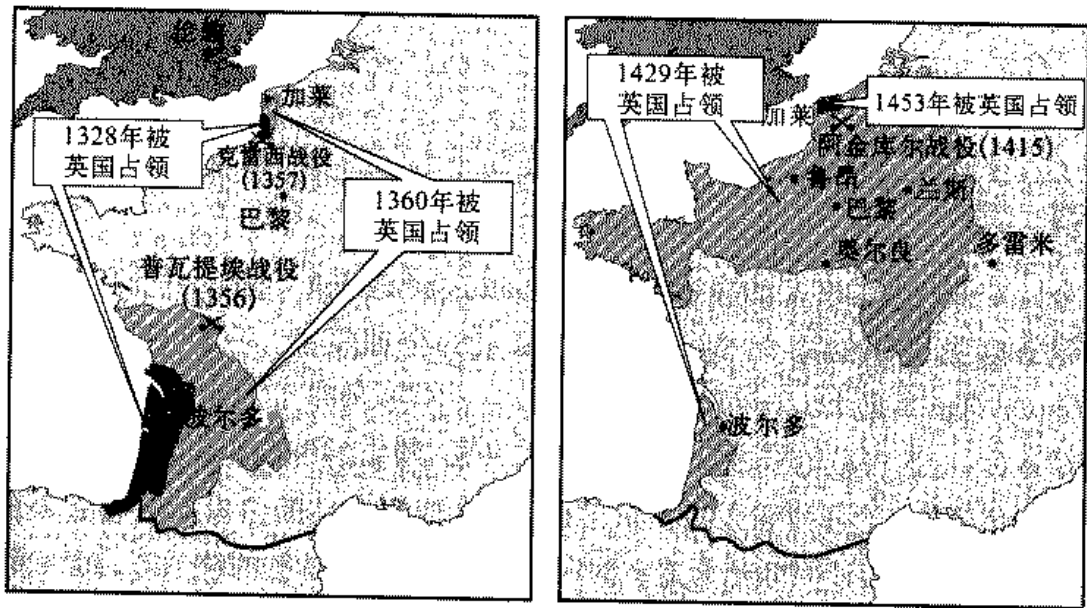 加莱
1328年被
英国占领
克雷西战役
(1357)
巴黎
1360年被
英国占领
普瓦提埃战役
(1356)
波尔多
1429年被
英国占领
加莱
1453年被英国占领
阿金库尔战役(1415)
鲁昂
兰斯
巴黎
奥尔良
多雷米
波尔多